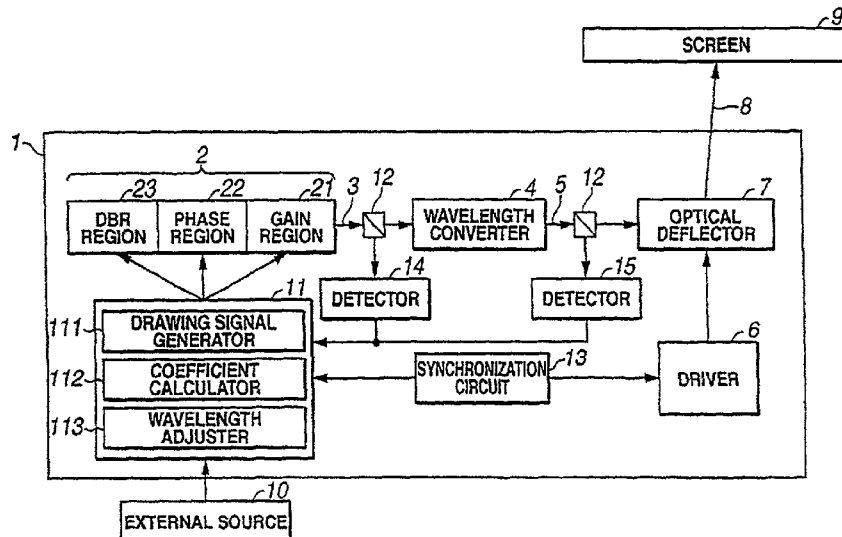 9
SCREEN
8
1
2
23
22
21
3
12
4
5
12
7
DBR
REGION
PHASE
REGION
GAIN
REGION
WAVELENGTH
CONVERTER
OPTICAL
DEFLECTOR
14
15
DETECTOR
DETECTOR
11
111
DRAWING SIGNAL
GENERATOR
112
COEFFICIENT
CALCULATOR
113
WAVELENGTH
ADJUSTER
SYNCHRONIZATION
CIRCUIT
13
6
DRIVER
10
EXTERNAL SOURCE